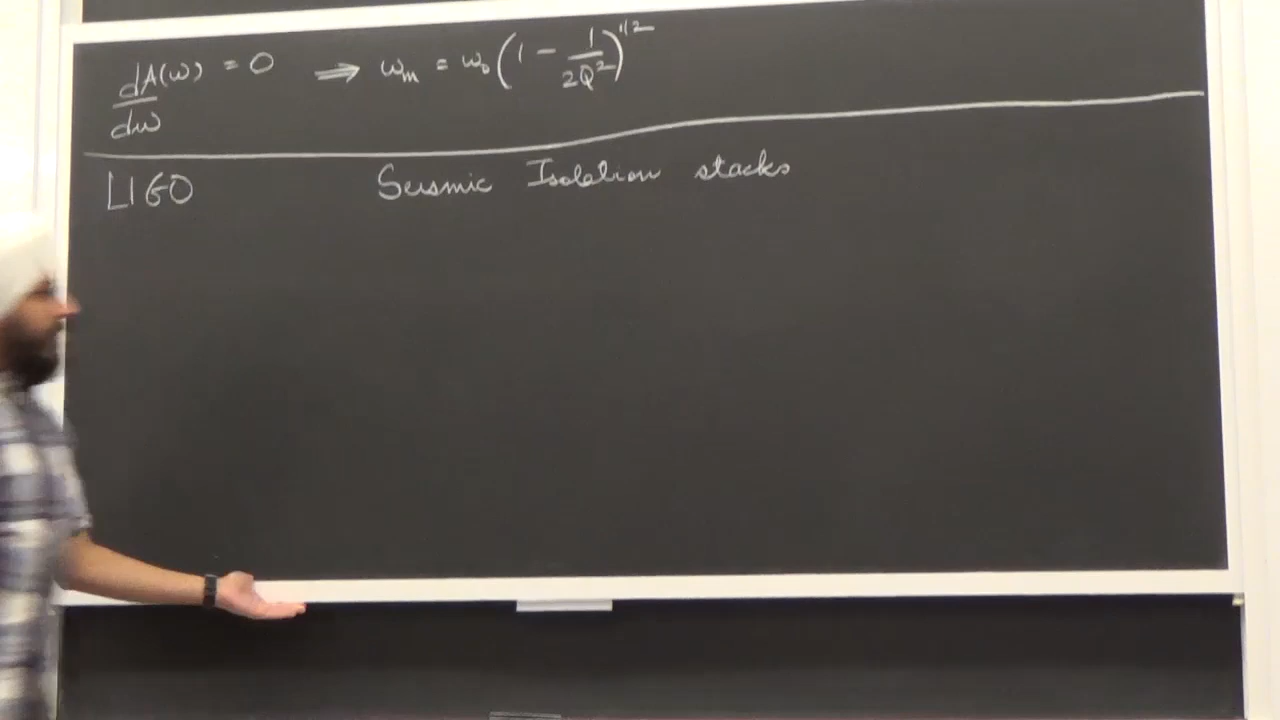 dA(ω)/dω = 0 ⟹ ωₘ = ω₀(1 − 1/2Q²)^1/2
LIGO Seismic Isolation stacks